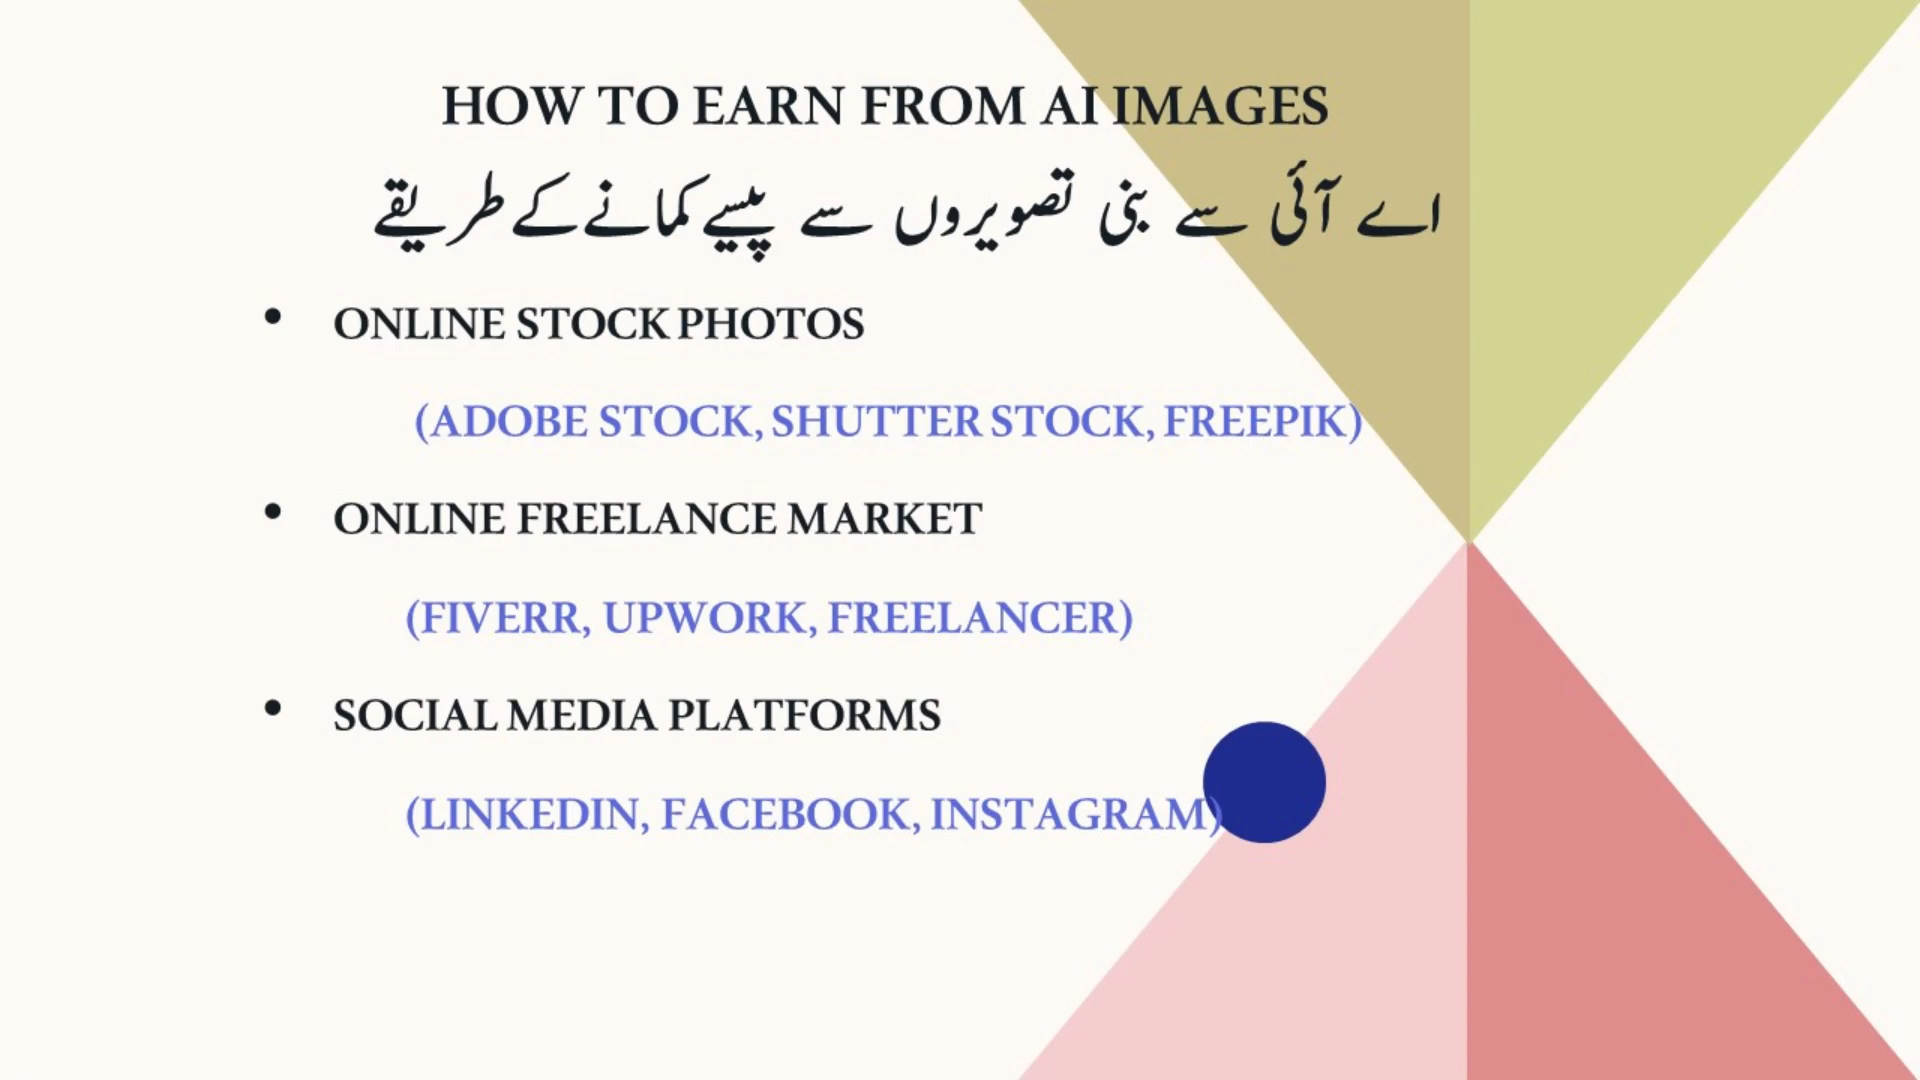 HOW TO EARN FROM AI IMAGES
اے آئی سے بنی تصویروں سے پیسے کمانے کے طریقے
• ONLINE STOCK PHOTOS
(ADOBE STOCK, SHUTTER STOCK, FREEPIK)
• ONLINE FREELANCE MARKET
(FIVERR, UPWORK, FREELANCER)
• SOCIAL MEDIA PLATFORMS
(LINKEDIN, FACEBOOK, INSTAGRAM)